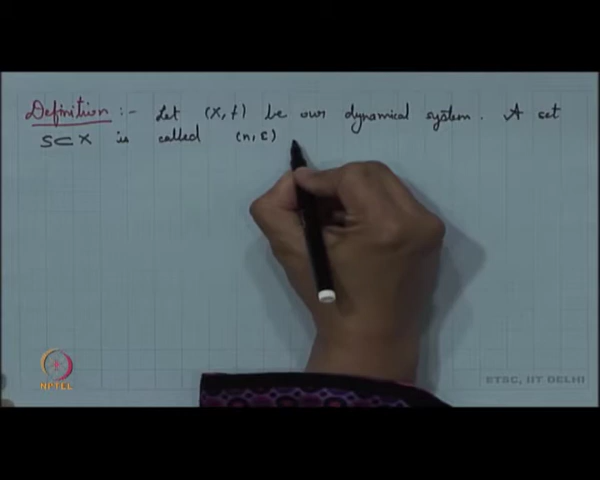 Definition :- Let (X, f) be our dynamical system. A set
S⊂X is called (n, ε)
NPTEL
ETSC, IIT DELHI